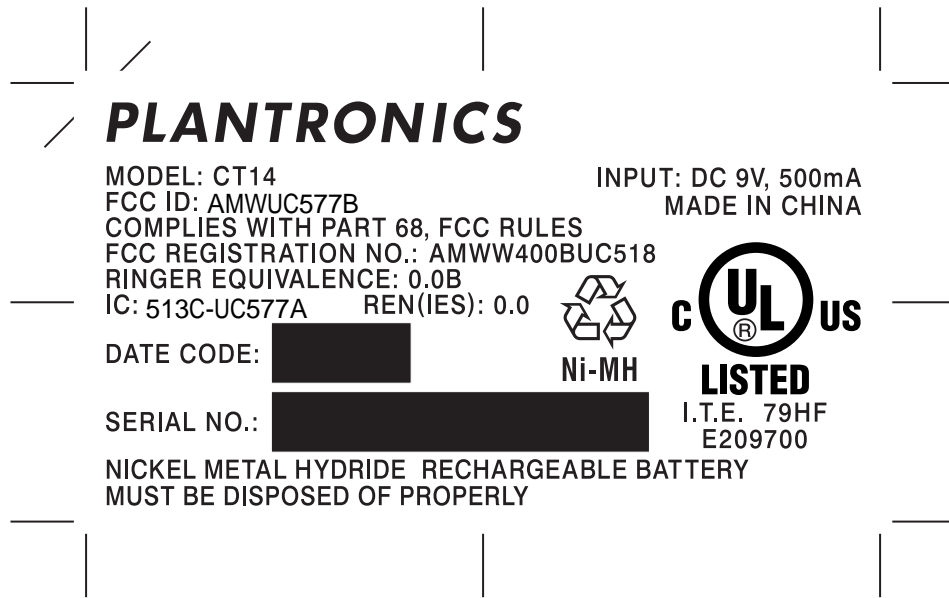 PLANTRONICS
MODEL: CT14
FCC ID: AMWUC577B
COMPLIES WITH PART 68, FCC RULES
FCC REGISTRATION NO.: AMWW400BUC518
RINGER EQUIVALENCE: 0.0B
IC: 513C-UC577A REN(IES): 0.0
DATE CODE:
SERIAL NO.:
NICKEL METAL HYDRIDE RECHARGEABLE BATTERY
MUST BE DISPOSED OF PROPERLY
INPUT: DC 9V, 500mA
MADE IN CHINA
Ni-MH
C UL ® US
LISTED
I.T.E. 79HF
E209700